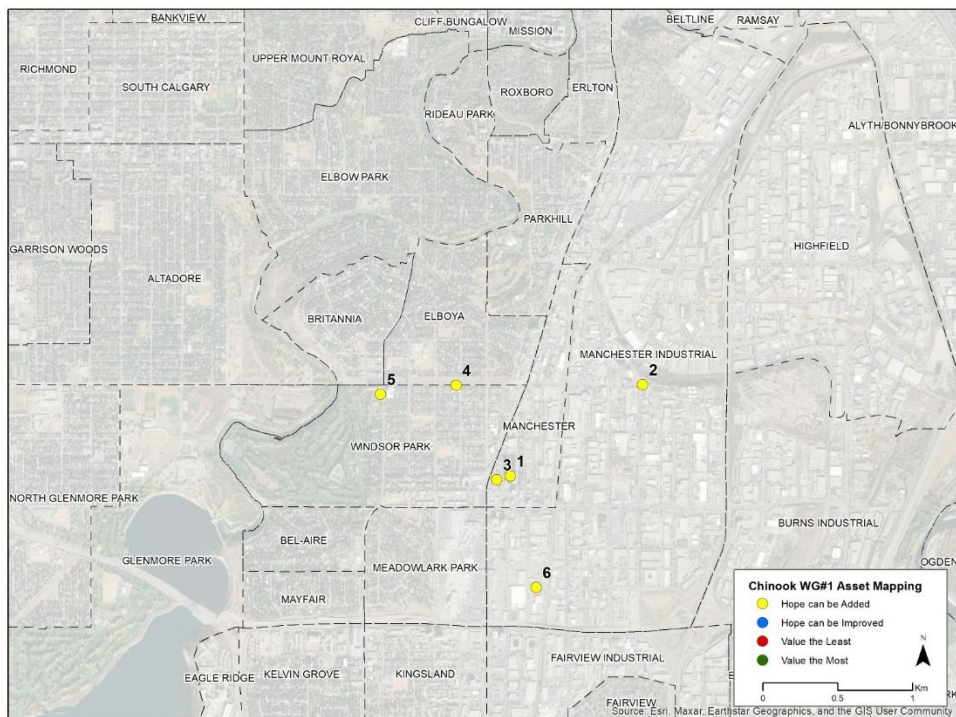 BANKVIEW
CLIFF BUNGALOW
MISSION
BELTLINE
RAMSAY
RICHMOND
SOUTH CALGARY
UPPER MOUNT ROYAL
ROXBORO
ERLTON
RIDEAU PARK
ALYTH/BONNYBROOK
ELBOW PARK
PARKHILL
GARRISON WOODS
ALTADORE
HIGHFIELD
BRITANNIA
ELBOYA
MANCHESTER INDUSTRIAL
5
4
2
MANCHESTER
WINDSOR PARK
3
1
NORTH GLENMORE PARK
BURNS INDUSTRIAL
GLENMORE PARK
BEL-AIRE
MEADOWLARK PARK
OGDEN
6
MAYFAIR
EAGLE RIDGE
KELVIN GROVE
KINGSLAND
FAIRVIEW INDUSTRIAL
FAIRVIEW
Chinook WG#1 Asset Mapping
Hope can be Added
Hope can be Improved
Value the Least
Value the Most
N
0 0.5 1
Km
Source: Esri, Maxar, Earthstar Geographics, and the GIS User Community